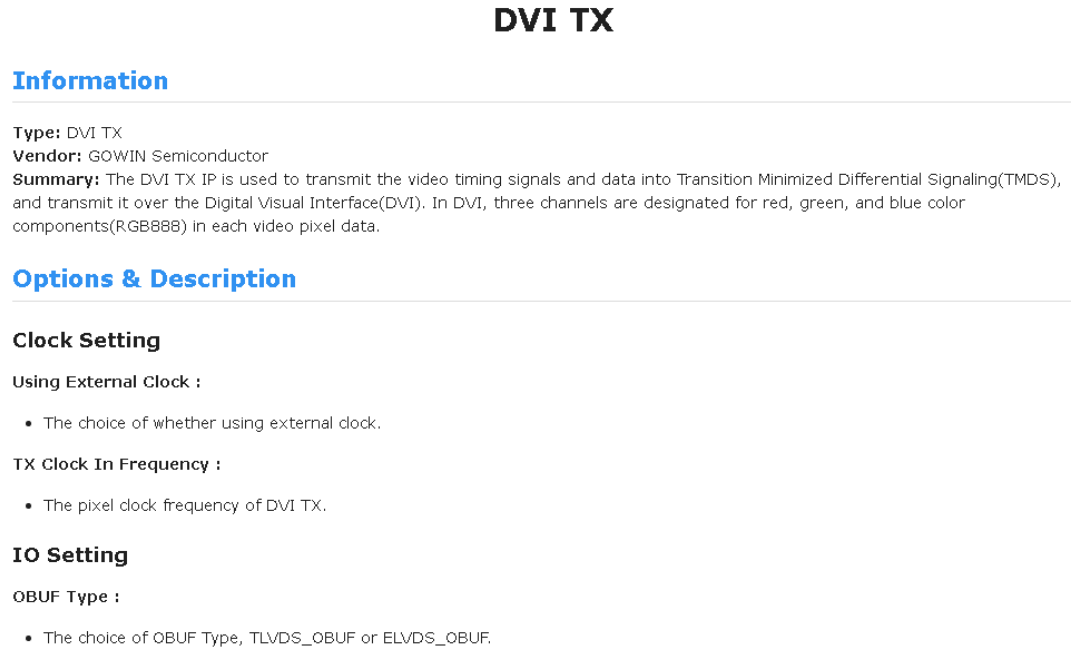 DVI TX
Information
Type: DVI TX
Vendor: GOWIN Semiconductor
Summary: The DVI TX IP is used to transmit the video timing signals and data into Transition Minimized Differential Signaling(TMDS),
and transmit it over the Digital Visual Interface(DVI). In DVI, three channels are designated for red, green, and blue color
components(RGB888) in each video pixel data.
Options & Description
Clock Setting
Using External Clock :
• The choice of whether using external clock.
TX Clock In Frequency :
• The pixel clock frequency of DVI TX.
IO Setting
OBUF Type :
• The choice of OBUF Type, TLVDS_OBUF or ELVDS_OBUF.